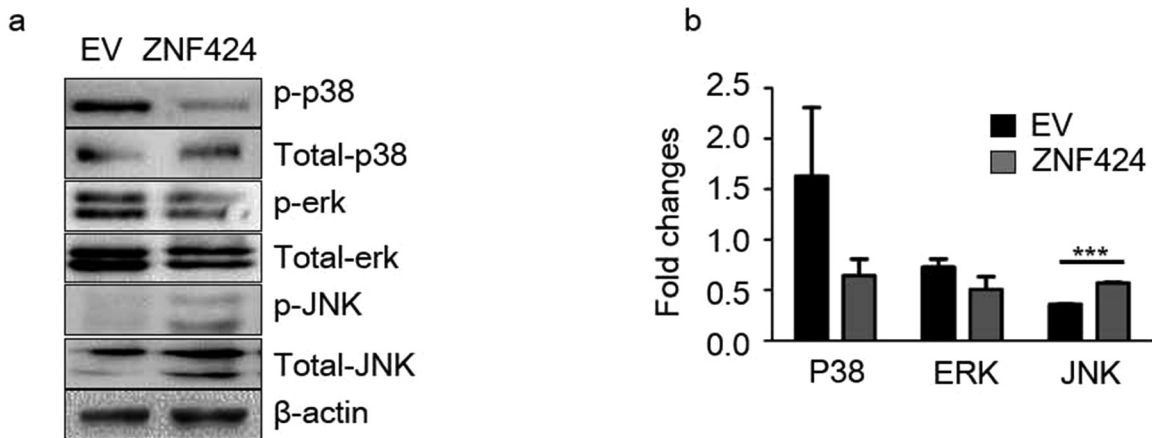 a
EV ZNF424
p-p38
Total-p38
p-erk
Total-erk
p-JNK
Total-JNK
β-actin
b
Fold changes
2.5
2.0
1.5
1.0
0.5
0.0
EV
ZNF424
***
P38 ERK JNK